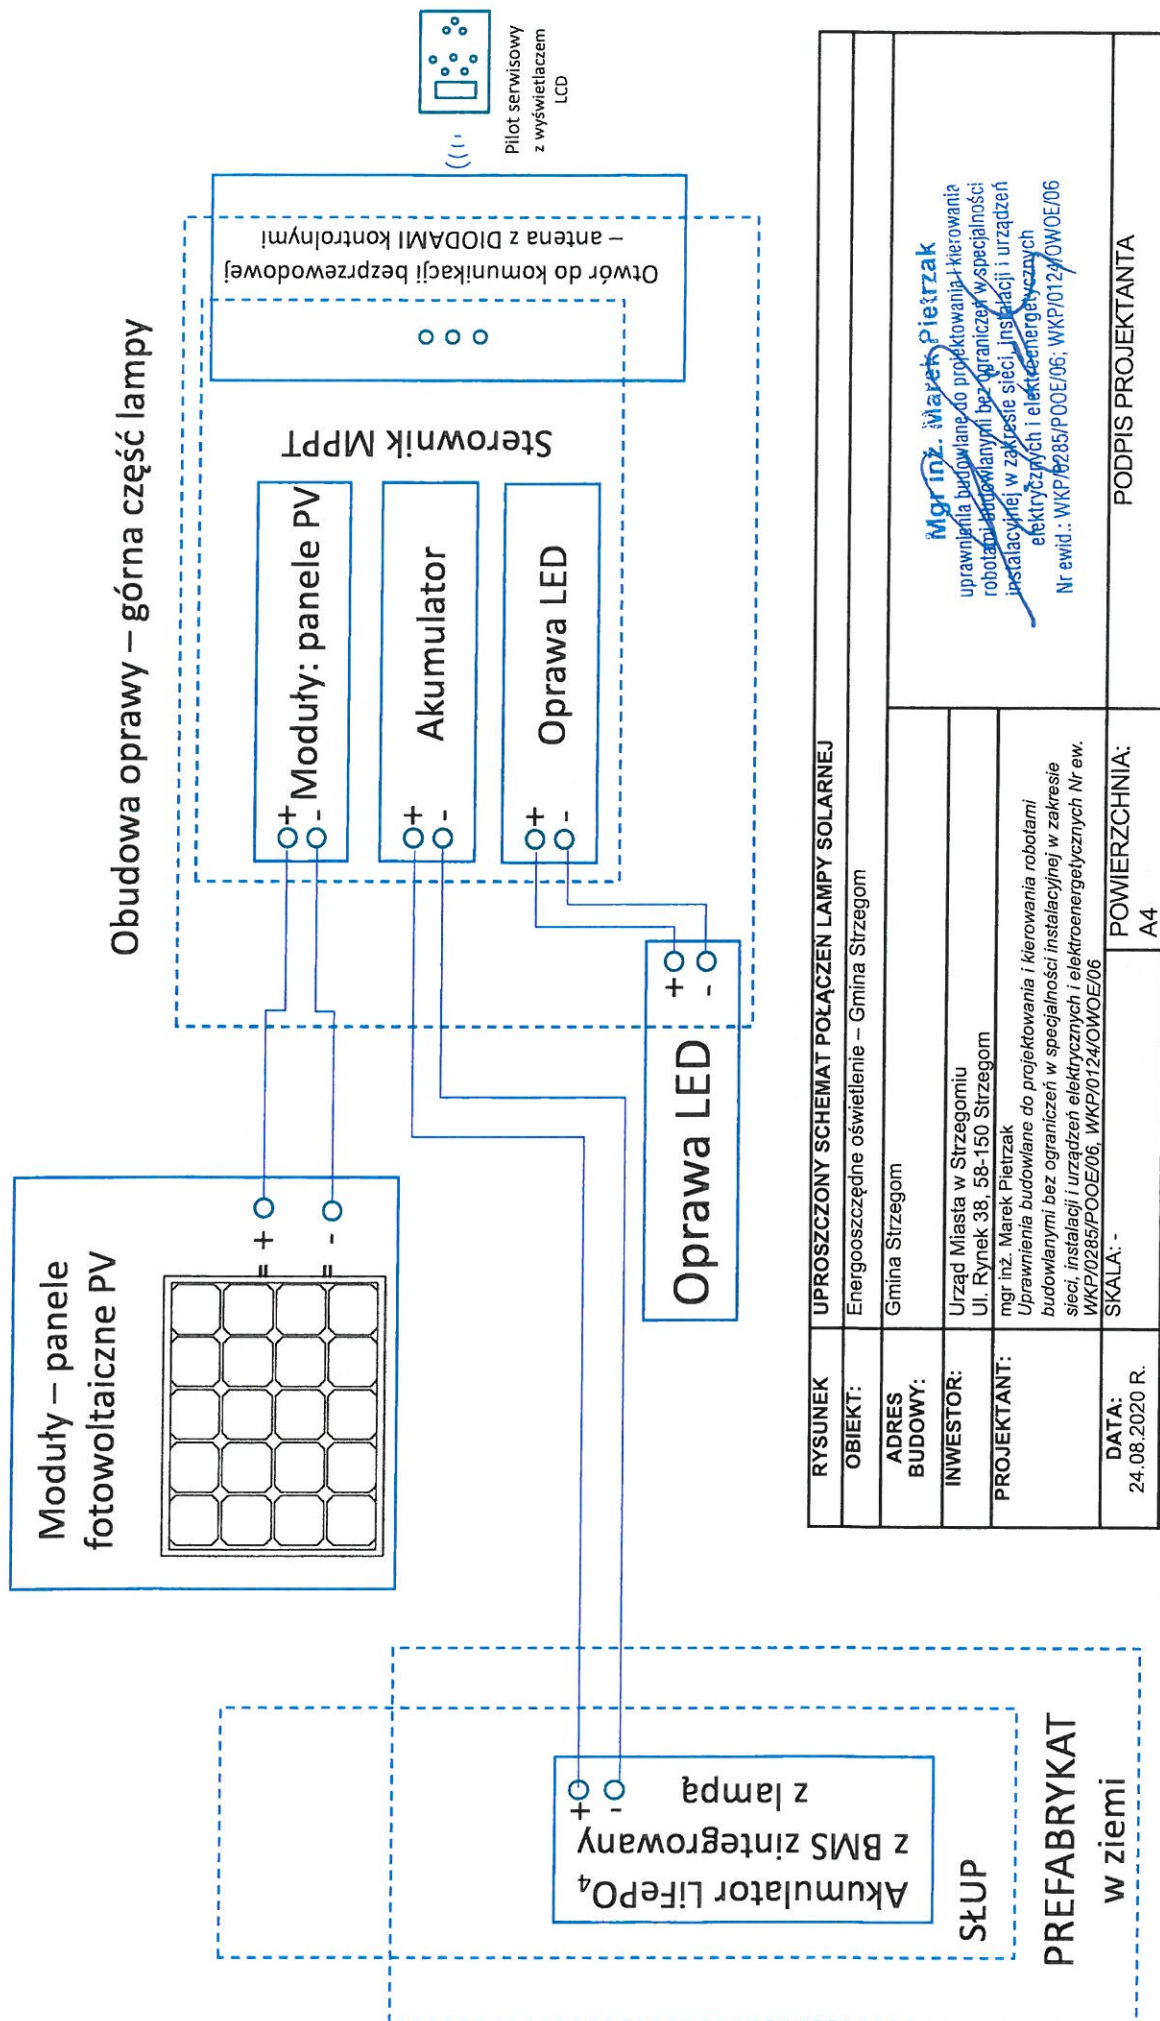 Moduły – panele
fotowoltaiczne PV
+
-
Obudowa oprawy – górna część lampy
+
-
Moduły: panele PV
+
-
Akumulator
+
-
Oprawa LED
Sterownik MPPT
Otwór do komunikacji bezprzewodowej
– antena z DIODAMI kontrolnymi
Pilot serwisowy
z wyświetlaczem
LCD
Oprawa LED
+
-
Akumulator LiFePO₄
z BMS zintegrowany
z lampą
+
-
SŁUP
PREFABRYKAT
w ziemi
RYSUNEK
UPROSZCZONY SCHEMAT POŁĄCZEN LAMPY SOLARNEJ
OBIEKT:
Energooszczędne oświetlenie – Gmina Strzegom
ADRES
BUDOWY:
Gmina Strzegom
INWESTOR:
Urząd Miasta w Strzegoniu
Ul. Rynek 38, 58-150 Strzegom
PROJEKTANT:
mgr inż. Marek Pietrzak
Uprawnienia budowlane do projektowania i kierowania robotami
budowlanymi bez ograniczeń w specjalności instalacyjnej w zakresie
sieci, instalacji i urządzeń elektrycznych i elektroenergetycznych Nr ew.
WKP/0285/POOE/06, WKP/0124/OWOE/06
Mgr inż. Marek Pietrzak
uprawnienia budowlane do projektowania i kierowania
robotami budowlanymi bez ograniczeń w specjalności
instalacyjnej w zakresie sieci, instalacji i urządzeń
elektrycznych i elektroenergetycznych
Nr ewid.: WKP/0285/POOE/06; WKP/0124/OWOE/06
DATA:
24.08.2020 R.
SKALA: -
POWIERZCHNIA:
A4
PODPIS PROJEKTANTA